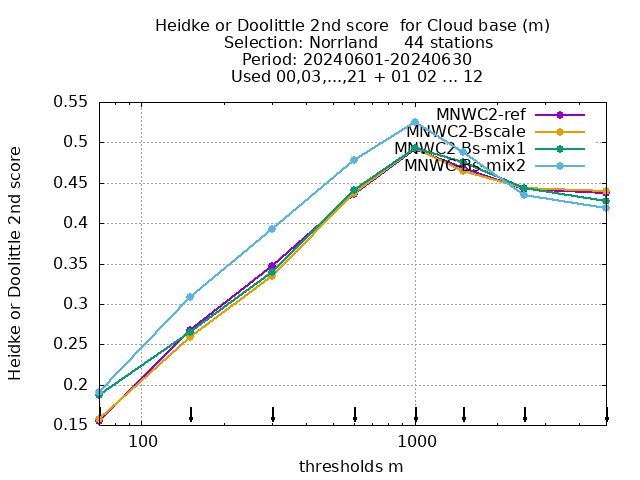 Heidke or Doolittle 2nd score  for Cloud base (m)
Selection: Norrland     44 stations
Period: 20240601-20240630
Used 00,03,...,21 + 01 02 ... 12
MNWC2-ref
MNWC2-Bscale
MNWC2-Bs-mix1
MNWC-Bs-mix2
Heidke or Doolittle 2nd score
0.55
0.5
0.45
0.4
0.35
0.3
0.25
0.2
0.15
100
1000
thresholds m